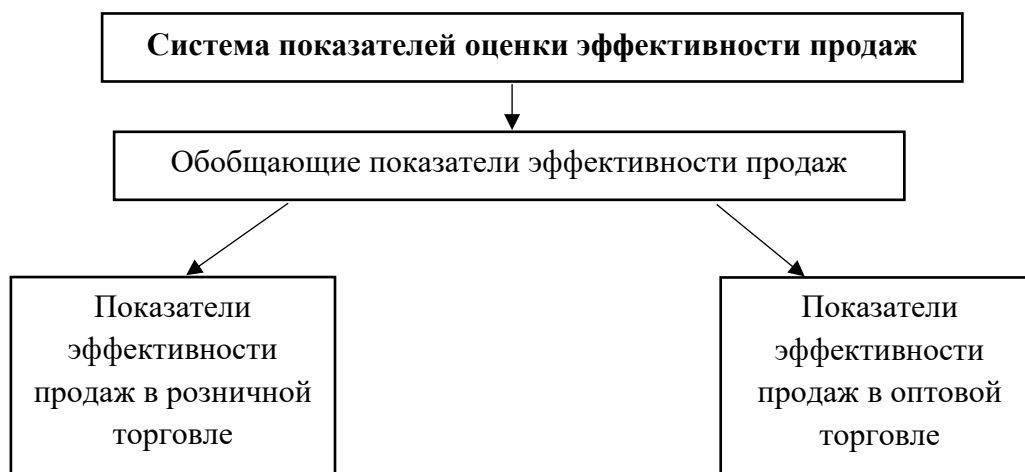 Система показателей оценки эффективности продаж
Обобщающие показатели эффективности продаж
Показатели
эффективности
продаж в розничной
торговле
Показатели
эффективности
продаж в оптовой
торговле